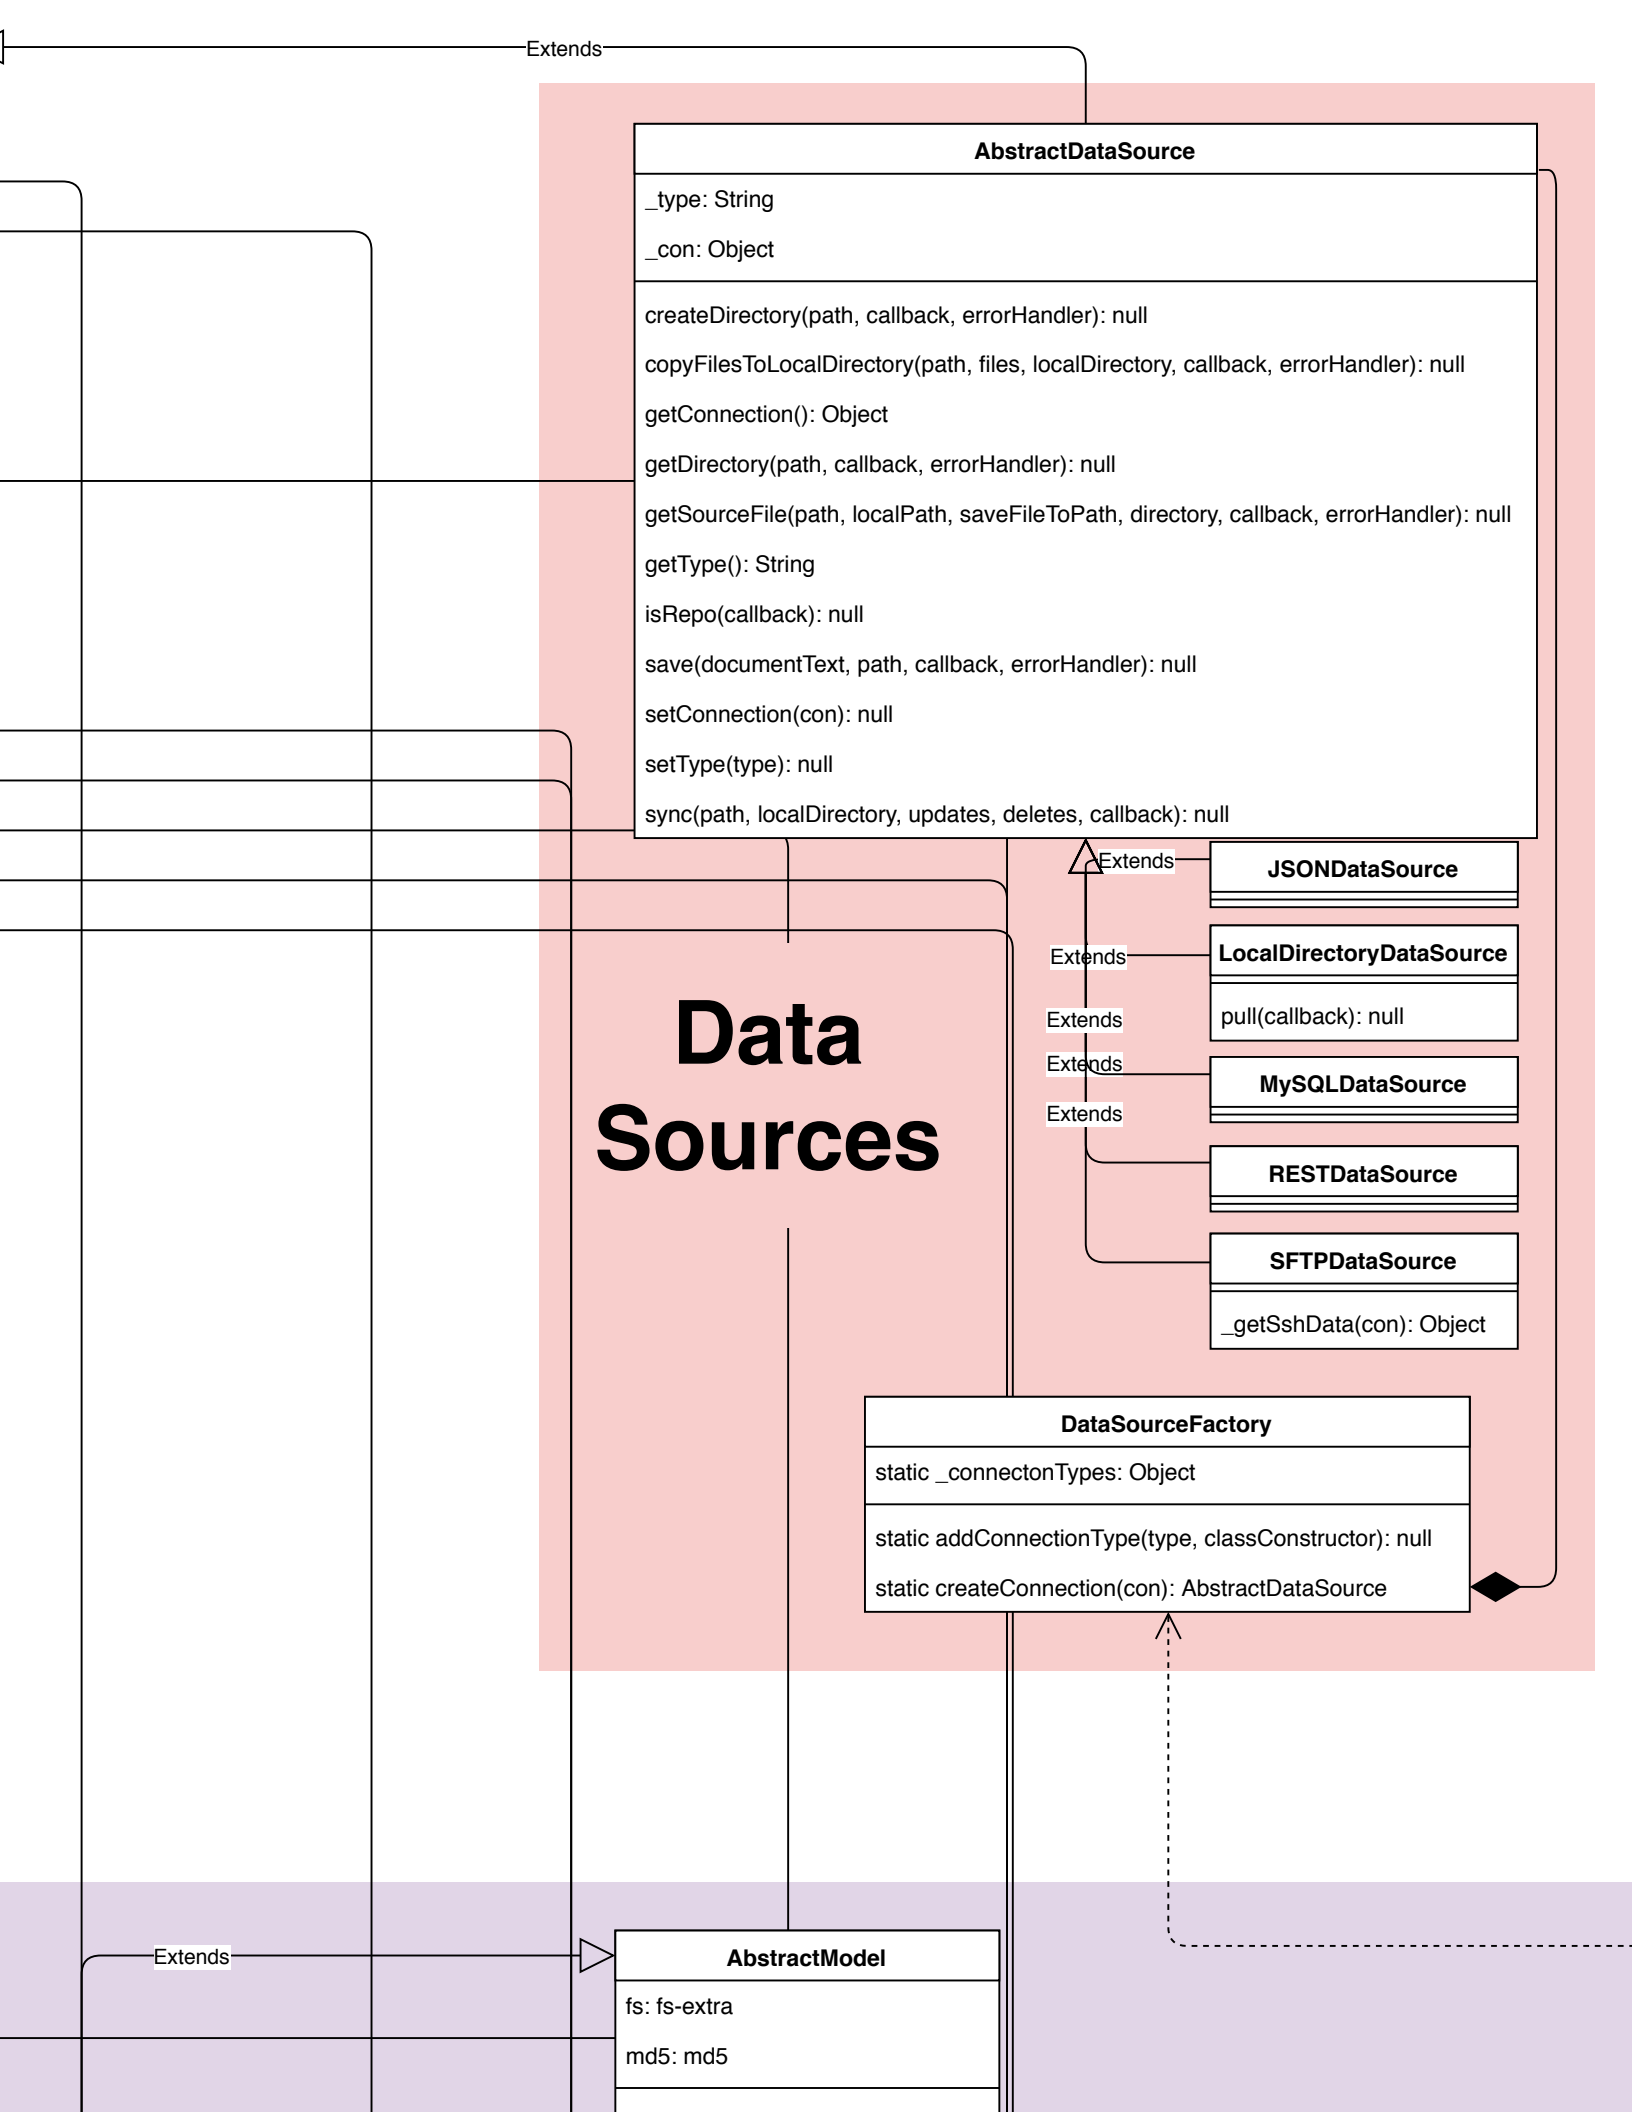 Extends
AbstractDataSource
_type: String
_con: Object
createDirectory(path, callback, errorHandler): null
copyFilesToLocalDirectory(path, files, localDirectory, callback, errorHandler): null
getConnection(): Object
getDirectory(path, callback, errorHandler): null
getSourceFile(path, localPath, saveFileToPath, directory, callback, errorHandler): null
getType(): String
isRepo(callback): null
save(documentText, path, callback, errorHandler): null
setConnection(con): null
setType(type): null
sync(path, localDirectory, updates, deletes, callback): null
Extends
JSONDataSource
Extends
LocalDirectoryDataSource
pull(callback): null
Extends
Extends
MySQLDataSource
Extends
RESTDataSource
SFTPDataSource
_getSshData(con): Object
Data
Sources
DataSourceFactory
static _connectonTypes: Object
static addConnectionType(type, classConstructor): null
static createConnection(con): AbstractDataSource
Extends
AbstractModel
fs: fs-extra
md5: md5